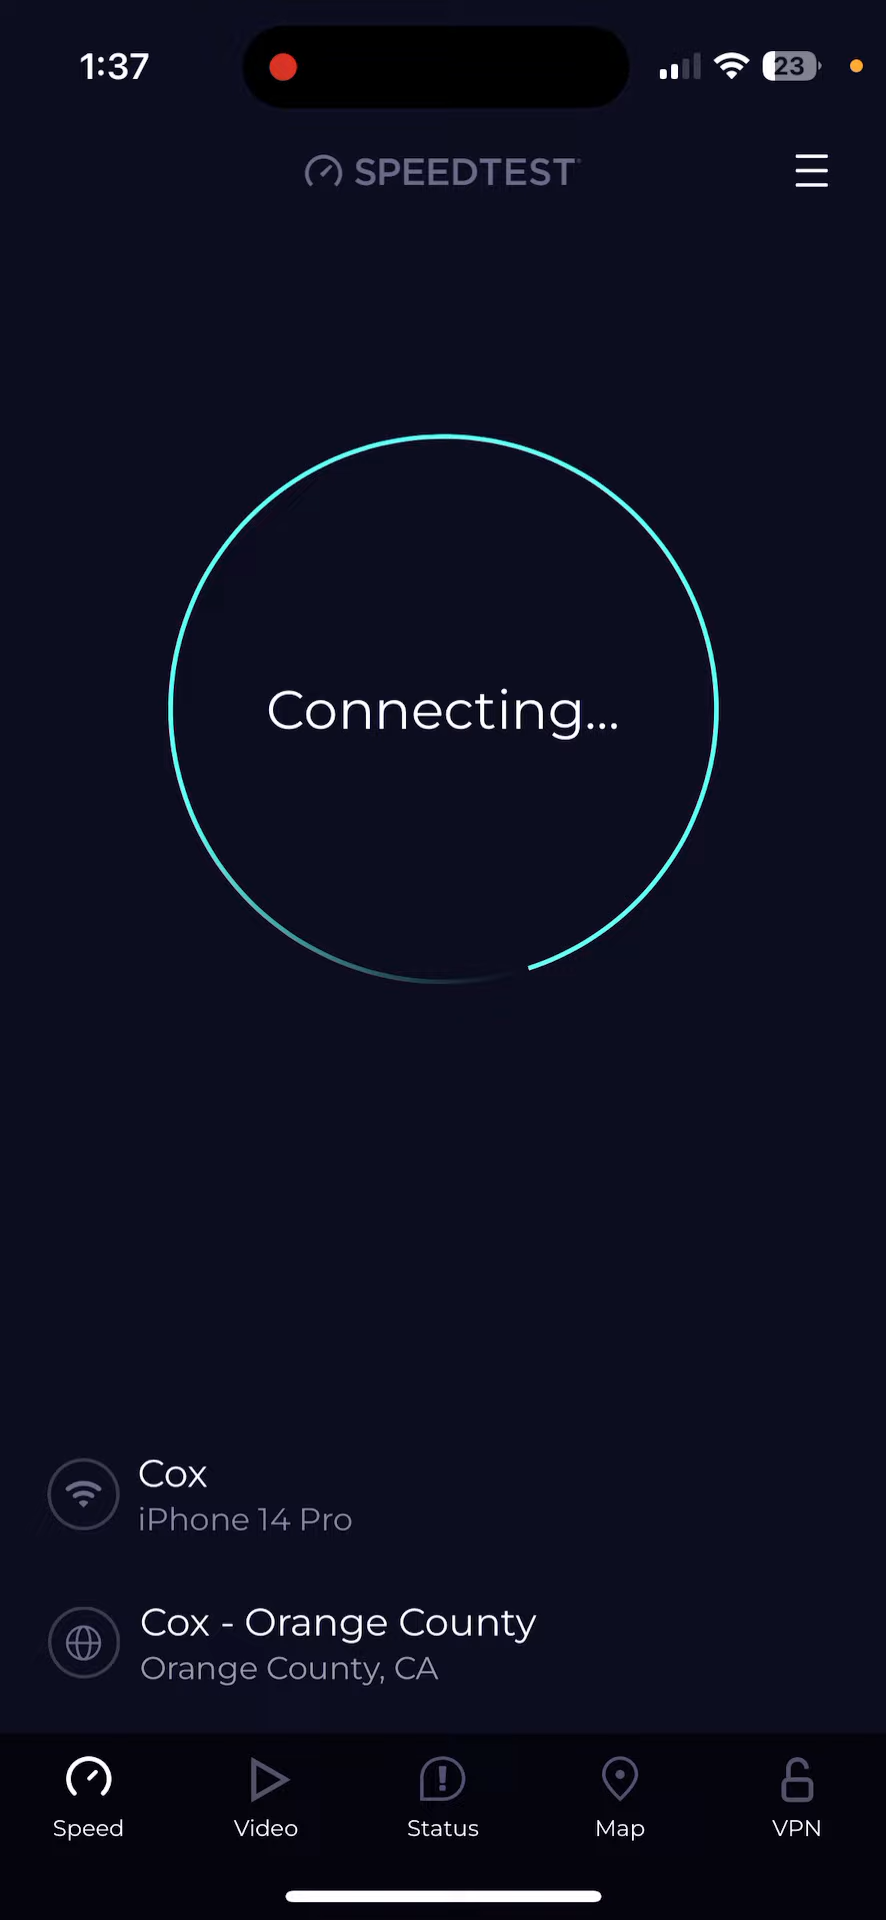 1:37
23
SPEEDTEST
Connecting...
Cox
iPhone 14 Pro
Cox - Orange County
Orange County, CA
Speed
Video
Status
Map
VPN